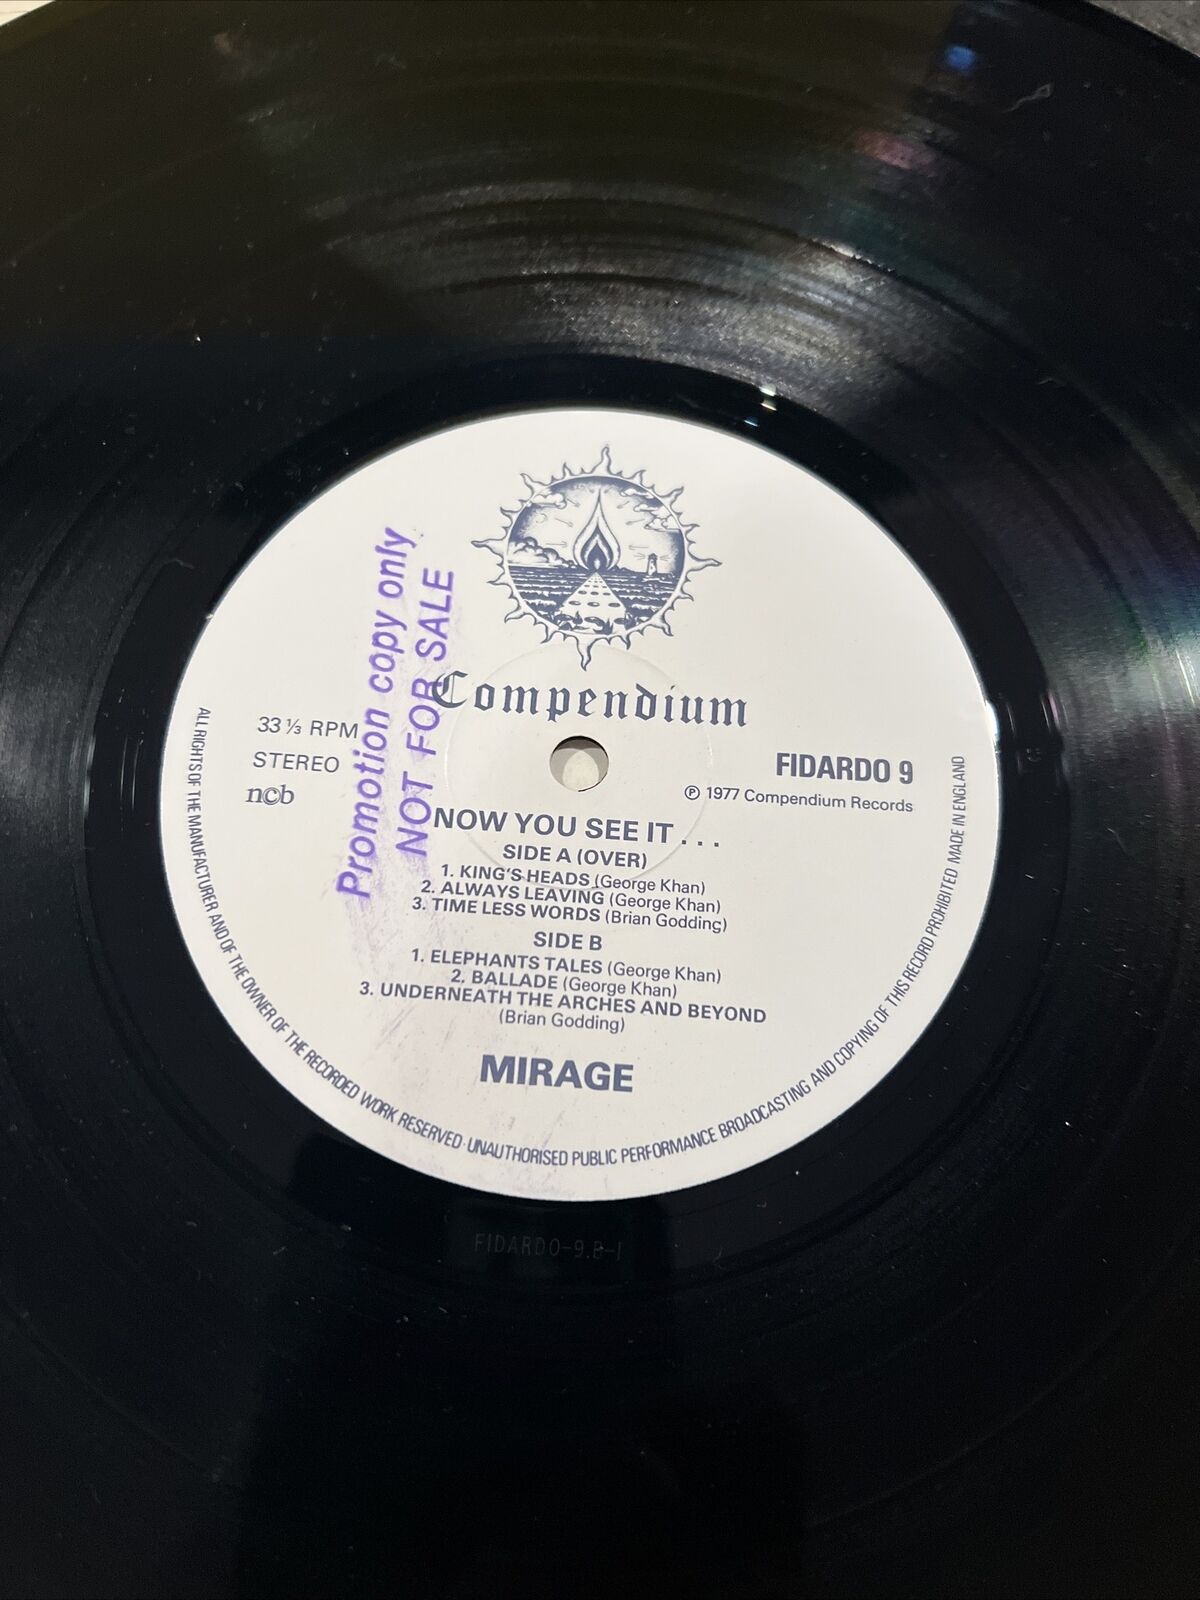 Promotion copy only
NOT FOR SALE
Compendium
33⅓ RPM
STEREO
ncb
FIDARDO 9
℗ 1977 Compendium Records
NOW YOU SEE IT . . .
SIDE A (OVER)
1. KING'S HEADS (George Khan)
2. ALWAYS LEAVING (George Khan)
3. TIME LESS WORDS (Brian Godding)
SIDE B
1. ELEPHANTS TALES (George Khan)
2. BALLADE (George Khan)
3. UNDERNEATH THE ARCHES AND BEYOND
(Brian Godding)
MIRAGE
ALL RIGHTS OF THE MANUFACTURER AND OF THE OWNER OF THE RECORDED WORK RESERVED · UNAUTHORISED PUBLIC PERFORMANCE BROADCASTING AND COPYING OF THIS RECORD PROHIBITED MADE IN ENGLAND
FIDARDO-9.B-1